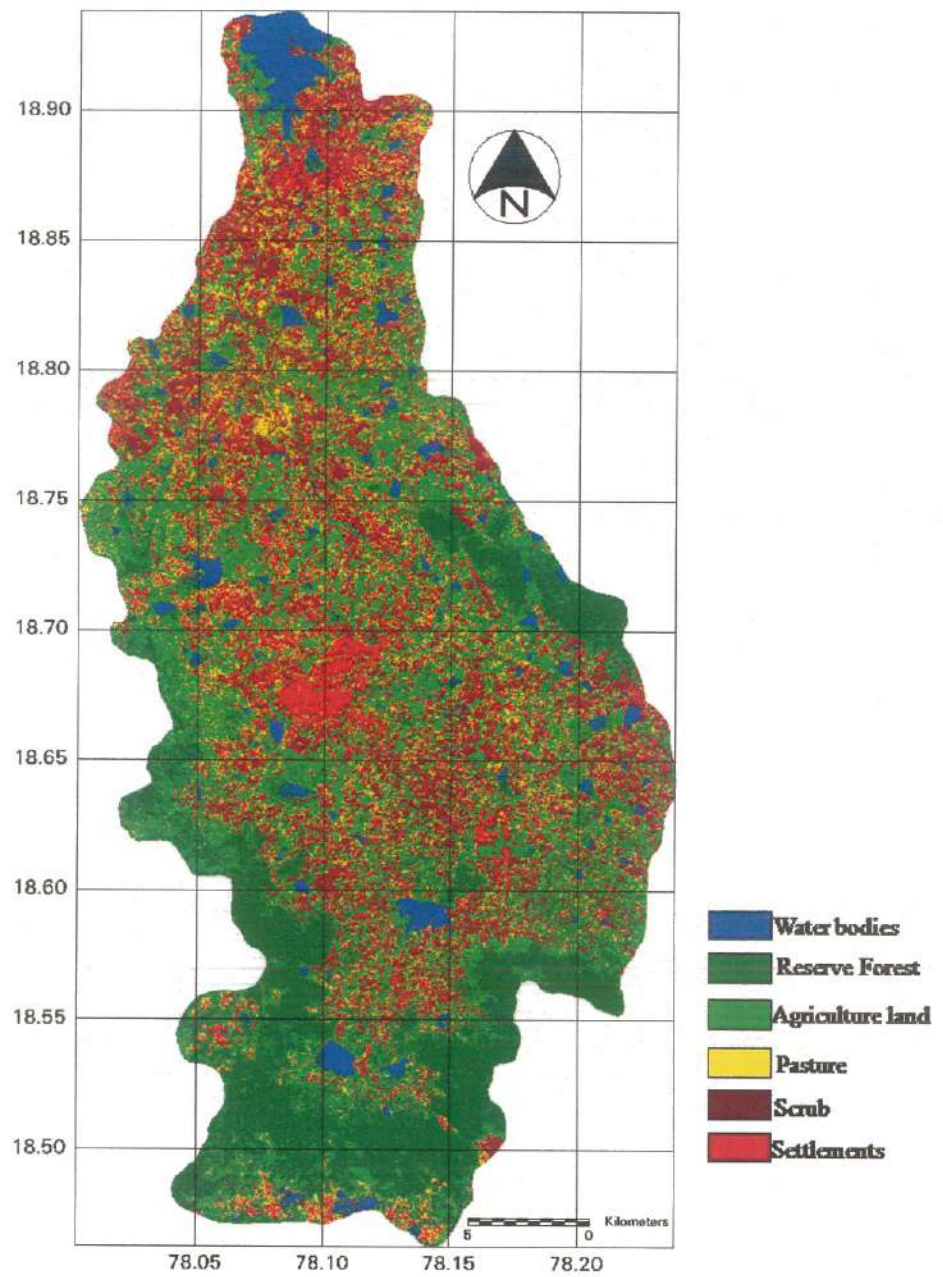 18.90
N
18.85
18.80
18.75
18.70
18.65
18.60
Water bodies
Reserve Forest
18.55
Agriculture land
Pasture
Scrub
18.50
Settlements
Kilometers
5 0
78.05 78.10 78.15 78.20